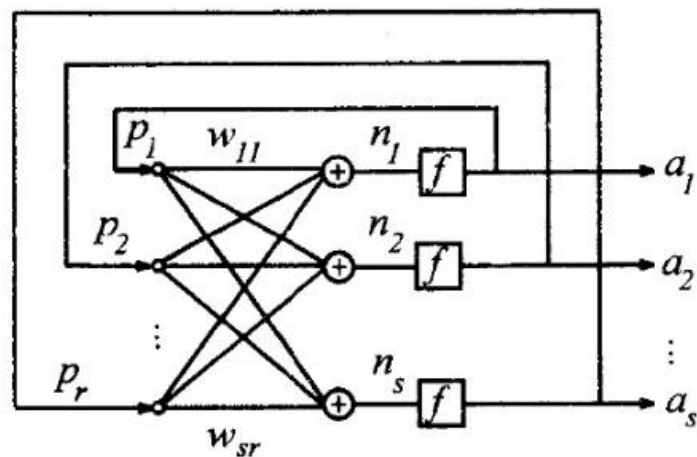 p1 w11 n1 f a1
p2 n2 f a2
⋮ ⋮
pr ns f as
wsr